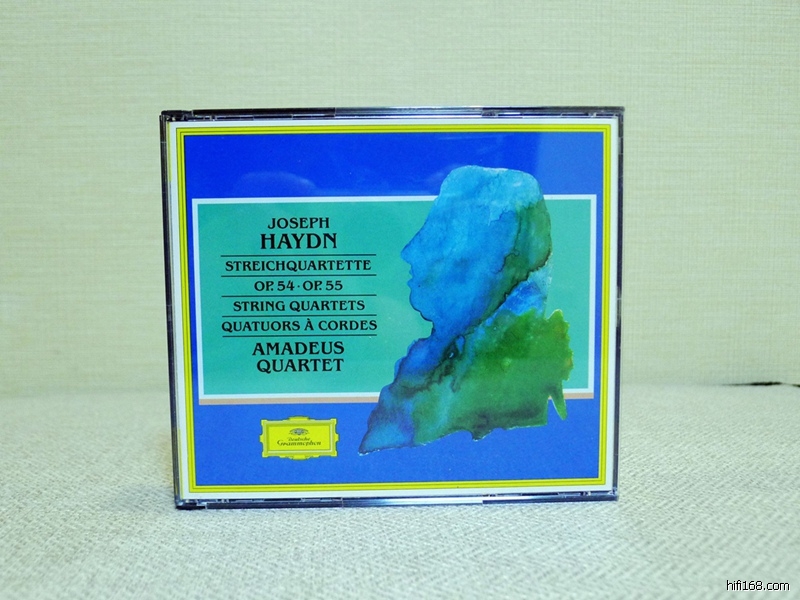 JOSEPH
HAYDN
STREICHQUARTETTE
OP. 54 · OP. 55
STRING QUARTETS
QUATUORS À CORDES
AMADEUS
QUARTET
Deutsche
Grammophon
hifi168.com